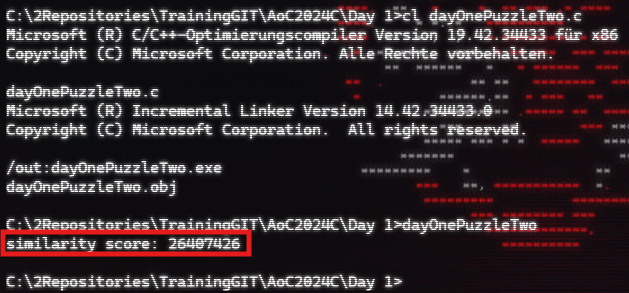 C:\2Repositories\TrainingGIT\AoC2024C\Day 1>cl dayOnePuzzleTwo.c
Microsoft (R) C/C++-Optimierungscompiler Version 19.42.34433 für x86
Copyright (C) Microsoft Corporation. Alle Rechte vorbehalten.
dayOnePuzzleTwo.c
Microsoft (R) Incremental Linker Version 14.42.34433.0
Copyright (C) Microsoft Corporation.  All rights reserved.
/out:dayOnePuzzleTwo.exe
dayOnePuzzleTwo.obj
C:\2Repositories\TrainingGIT\AoC2024C\Day 1>dayOnePuzzleTwo
similarity score: 26407426
C:\2Repositories\TrainingGIT\AoC2024C\Day 1>